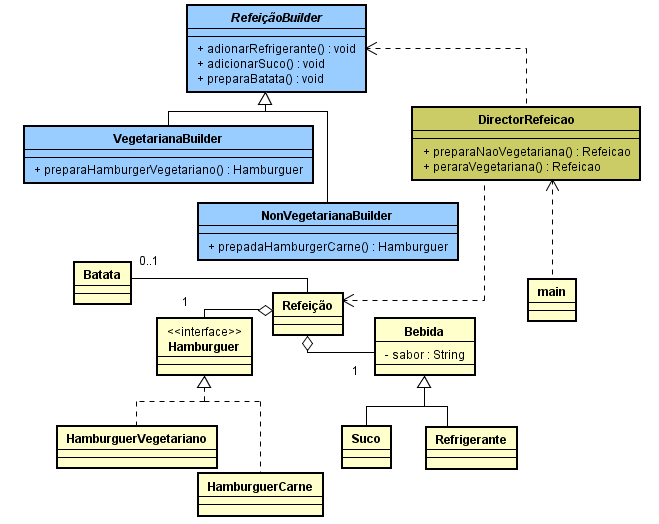 RefeiçãoBuilder
+ adionarRefrigerante() : void
+ adicionarSuco() : void
+ preparaBatata() : void
DirectorRefeicao
+ preparaNaoVegetariana() : Refeicao
+ peraraVegetariana() : Refeicao
VegetarianaBuilder
+ preparaHamburgerVegetariano() : Hamburguer
NonVegetarianaBuilder
+ prepadaHamburgerCarne() : Hamburguer
Batata
0..1
main
1
Refeição
<<interface>>
Hamburguer
Bebida
- sabor : String
1
HamburguerVegetariano
Suco
Refrigerante
HamburguerCarne